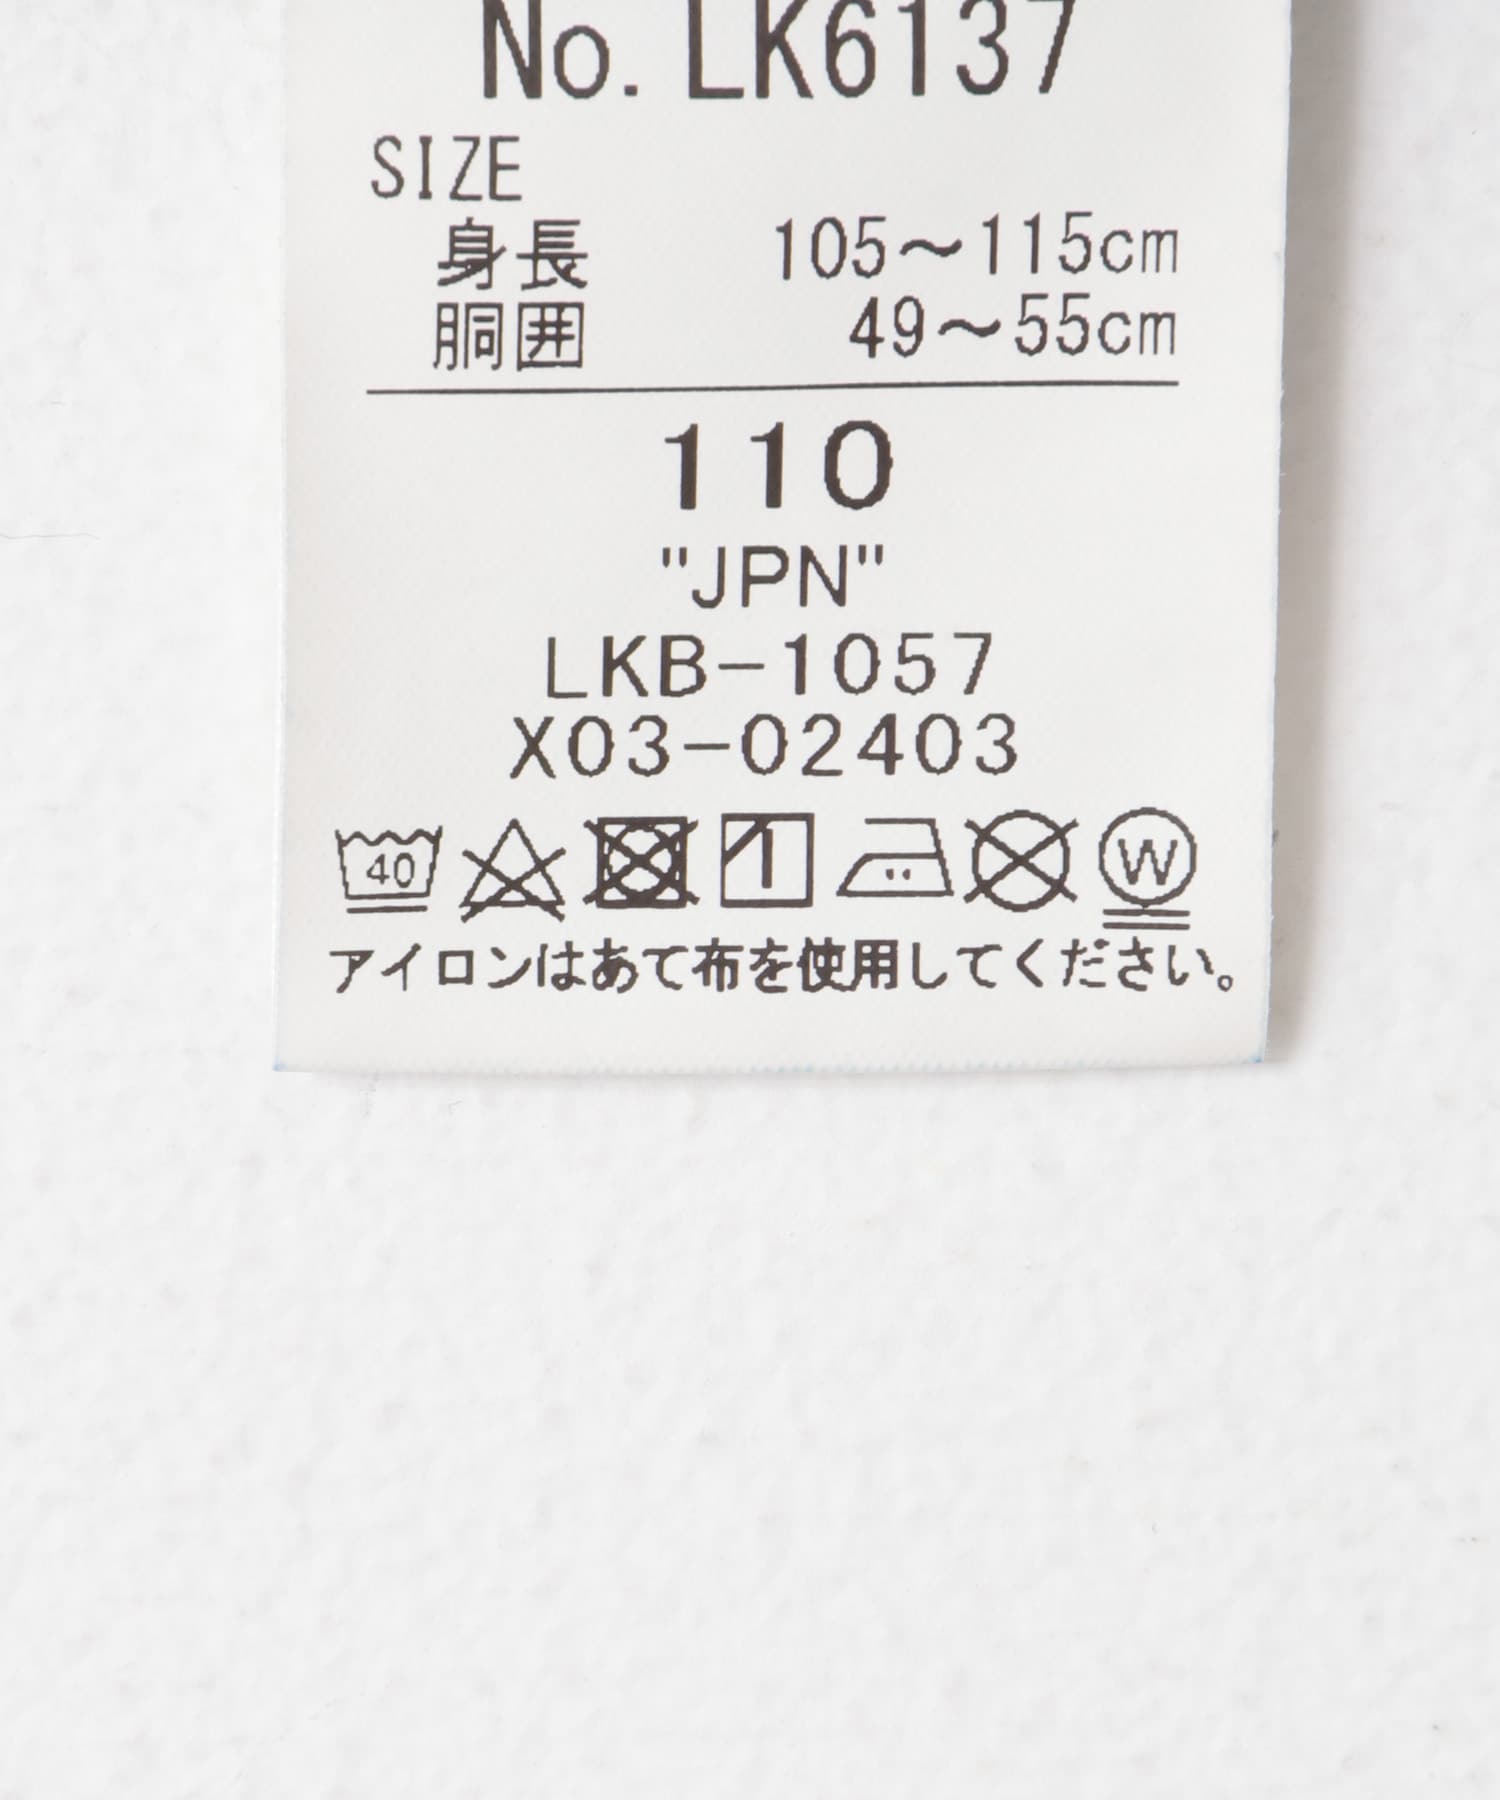 No. LK6137
SIZE
身長 105～115cm
胴囲 49～55cm
110
"JPN"
LKB-1057
X03-02403
40 W
アイロンはあて布を使用してください。